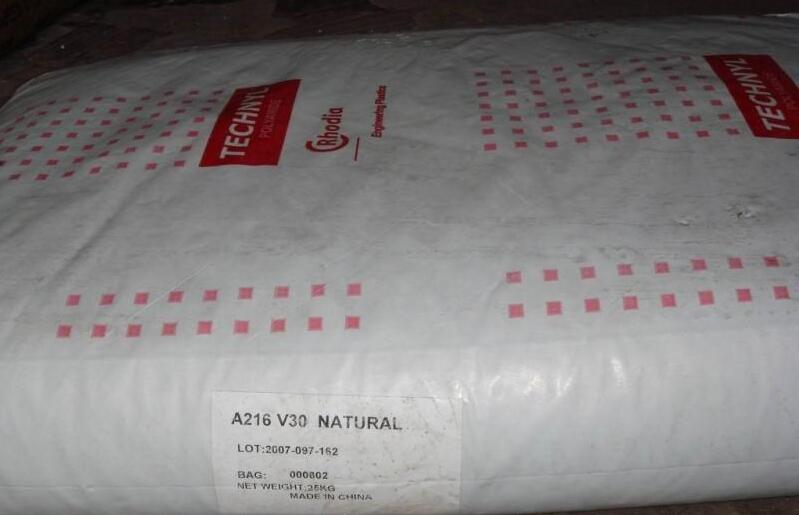 TECHNYL
POLYAMIDE
Rhodia
Engineering Plastics
TECHNYL
A216 V30 NATURAL
LOT:2007-097-162
BAG: 000802
NET WEIGHT:25KG
MADE IN CHINA